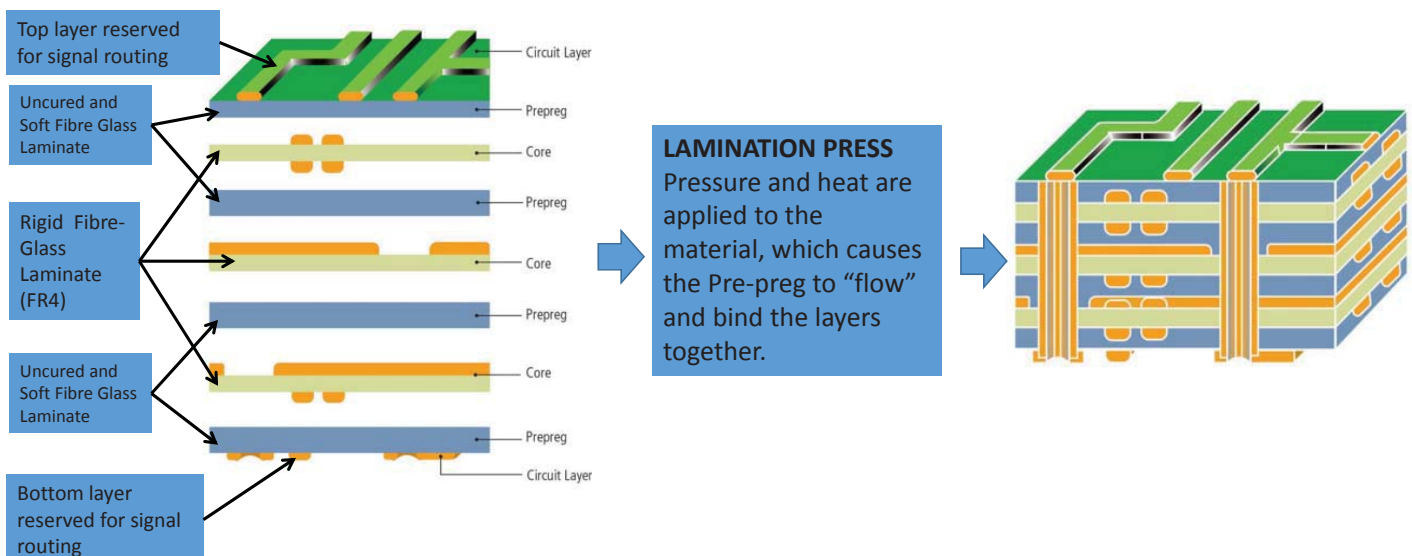 Top layer reserved
for signal routing
Uncured and
Soft Fibre Glass
Laminate
Rigid Fibre-
Glass
Laminate
(FR4)
Uncured and
Soft Fibre Glass
Laminate
Bottom layer
reserved for signal
routing
Circuit Layer
Prepreg
Core
Prepreg
Core
Prepreg
Core
Prepreg
Circuit Layer
LAMINATION PRESS
Pressure and heat are
applied to the
material, which causes
the Pre-preg to “flow”
and bind the layers
together.